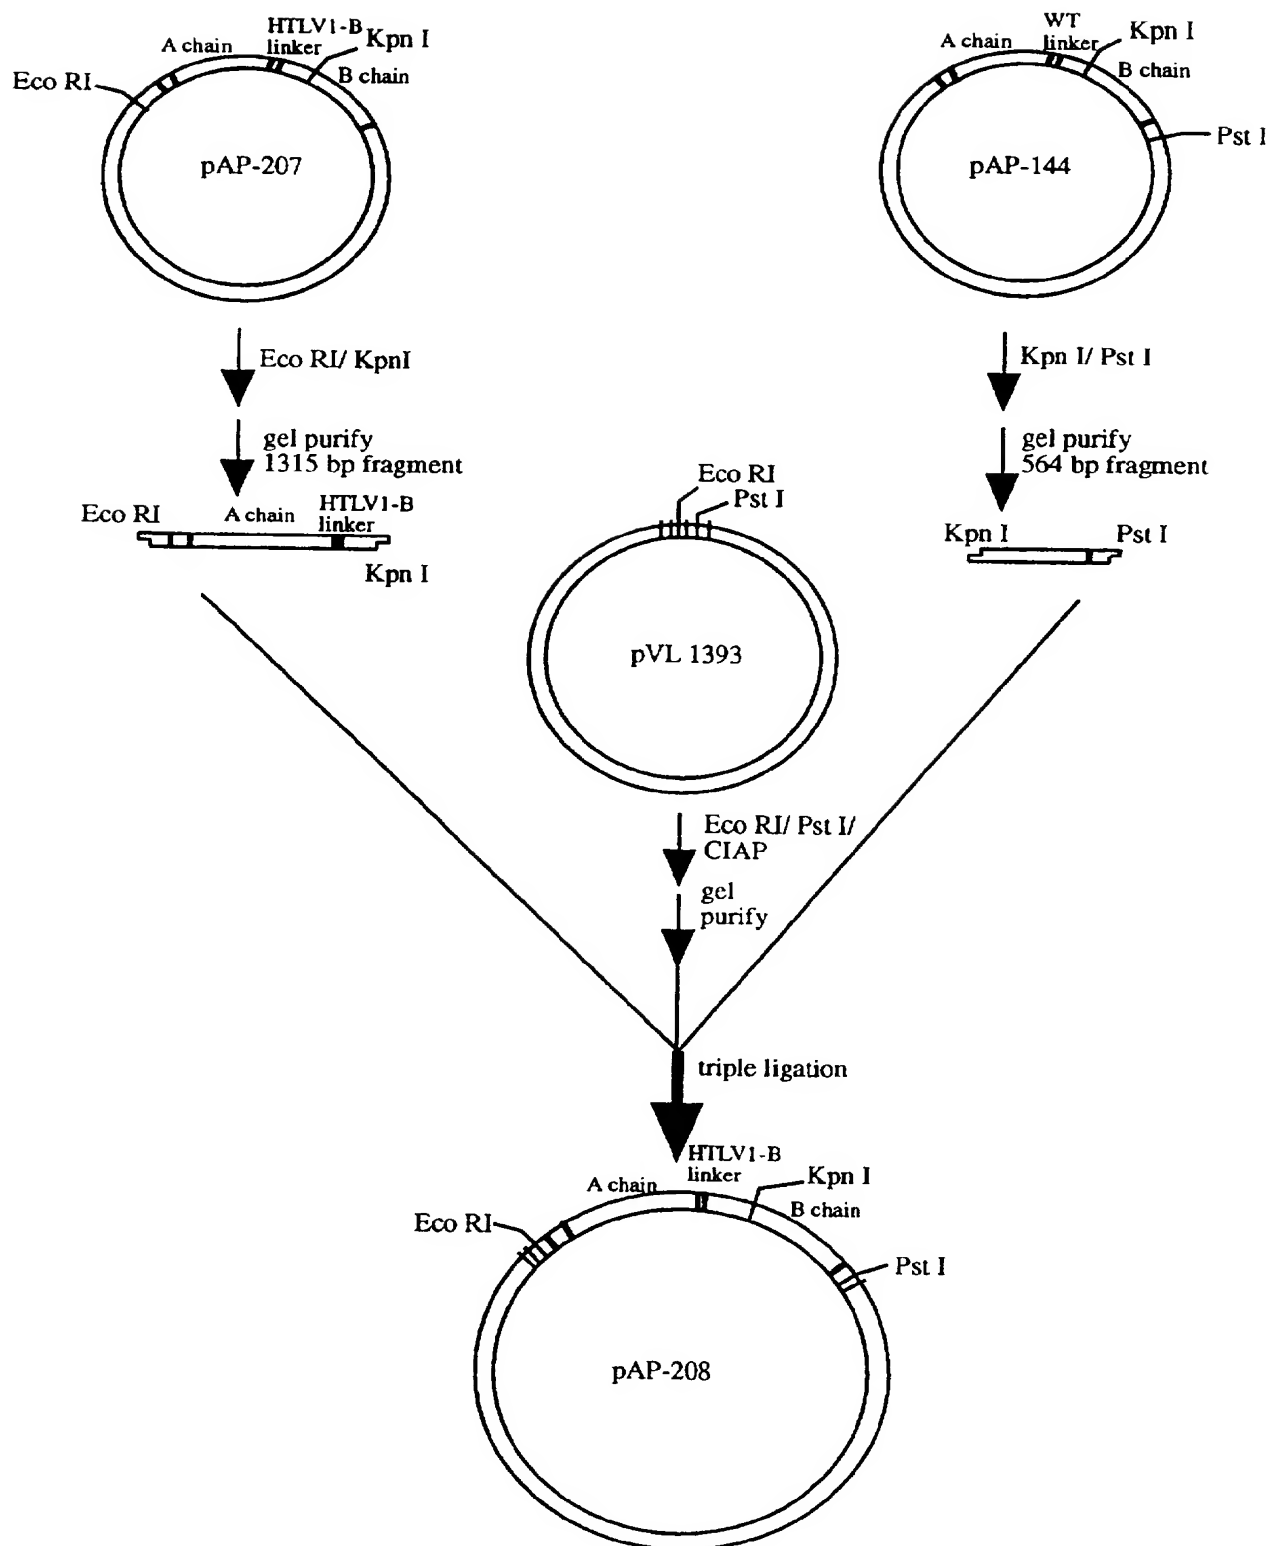 HTLV1-B
linker
A chain
Kpn I
B chain
Eco RI
pAP-207
WT
linker
A chain
Kpn I
B chain
Pst I
pAP-144
Eco RI/ KpnI
gel purify
1315 bp fragment
Kpn I/ Pst I
gel purify
564 bp fragment
Eco RI
A chain
HTLV1-B
linker
Kpn I
Eco RI
Pst I
Kpn I
Pst I
pVL 1393
Eco RI/ Pst I/
CIAP
gel
purify
triple ligation
HTLV1-B
linker
A chain
Kpn I
B chain
Eco RI
Pst I
pAP-208